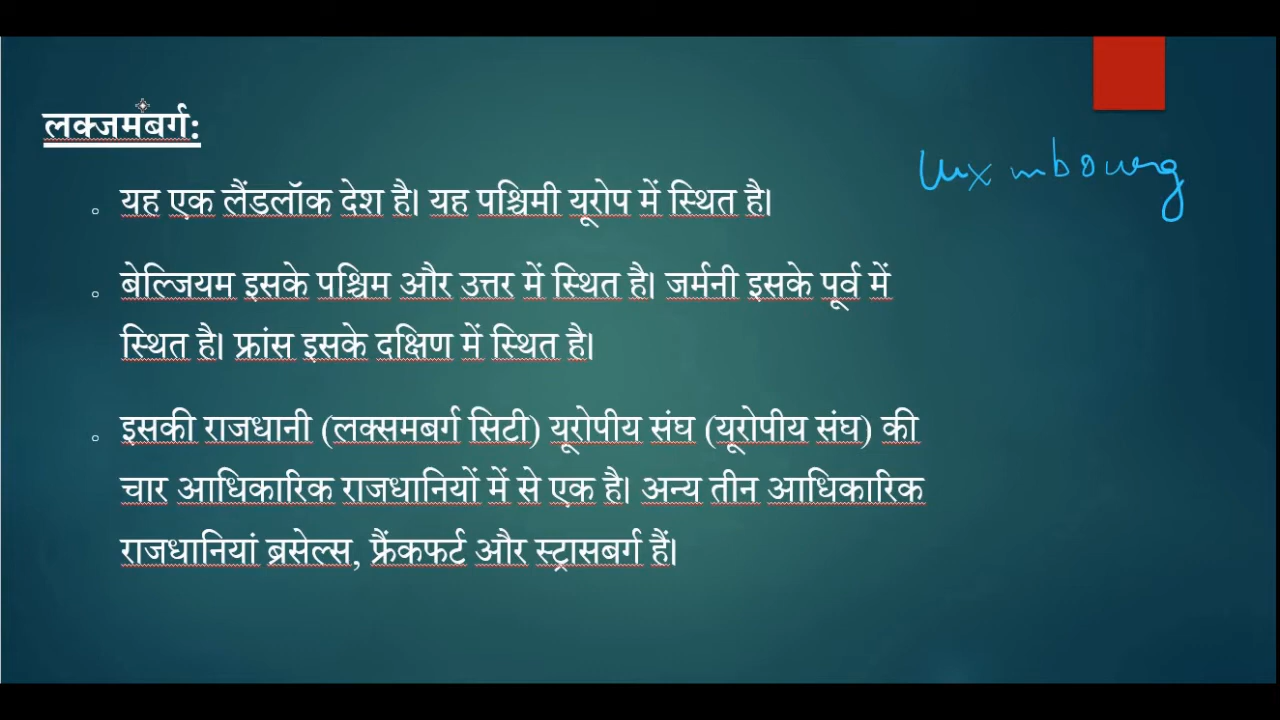 लक्जमबर्ग:
Luxmbourg
यह एक लैंडलॉक देश है। यह पश्चिमी यूरोप में स्थित है।
बेल्जियम इसके पश्चिम और उत्तर में स्थित है। जर्मनी इसके पूर्व में
स्थित है। फ्रांस इसके दक्षिण में स्थित है।
इसकी राजधानी (लक्समबर्ग सिटी) यूरोपीय संघ (यूरोपीय संघ) की
चार आधिकारिक राजधानियों में से एक है। अन्य तीन आधिकारिक
राजधानियां ब्रसेल्स, फ्रैंकफर्ट और स्ट्रासबर्ग हैं।